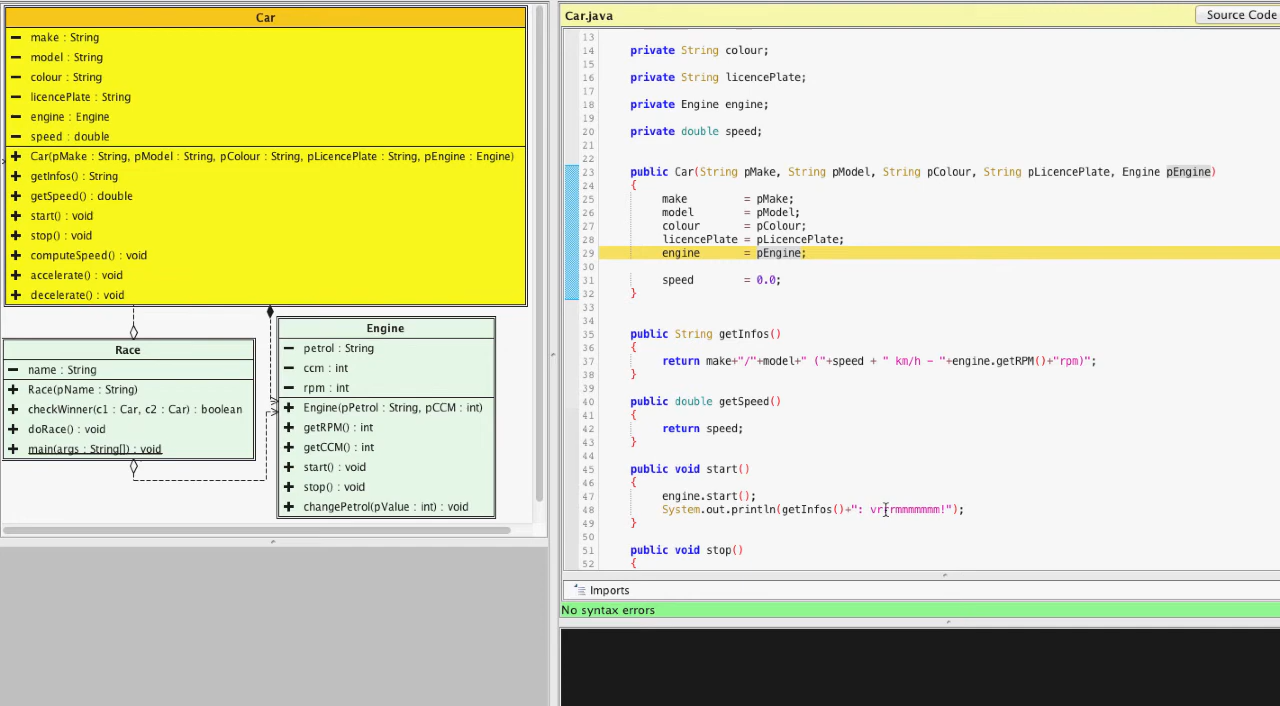 Car
make : String
model : String
colour : String
licencePlate : String
engine : Engine
speed : double
Car(pMake : String, pModel : String, pColour : String, pLicencePlate : String, pEngine : Engine)
getInfos() : String
getSpeed() : double
start() : void
stop() : void
computeSpeed() : void
accelerate() : void
decelerate() : void
Race
name : String
Race(pName : String)
checkWinner(c1 : Car, c2 : Car) : boolean
doRace() : void
main(args : String[]) : void
Engine
petrol : String
ccm : int
rpm : int
Engine(pPetrol : String, pCCM : int)
getRPM() : int
getCCM() : int
start() : void
stop() : void
changePetrol(pValue : int) : void
Car.java
Source Code
13
14 private String colour;
15
16 private String licencePlate;
17
18 private Engine engine;
19
20 private double speed;
21
22
23 public Car(String pMake, String pModel, String pColour, String pLicencePlate, Engine pEngine)
24 {
25 make = pMake;
26 model = pModel;
27 colour = pColour;
28 licencePlate = pLicencePlate;
29 engine = pEngine;
30
31 speed = 0.0;
32 }
33
34
35 public String getInfos()
36 {
37 return make+"/"+model+" ("+speed + " km/h - "+engine.getRPM()+"rpm)";
38 }
39
40 public double getSpeed()
41 {
42 return speed;
43 }
44
45 public void start()
46 {
47 engine.start();
48 System.out.println(getInfos()+": vrrrmmmmmmm!");
49 }
50
51 public void stop()
52 {
Imports
No syntax errors